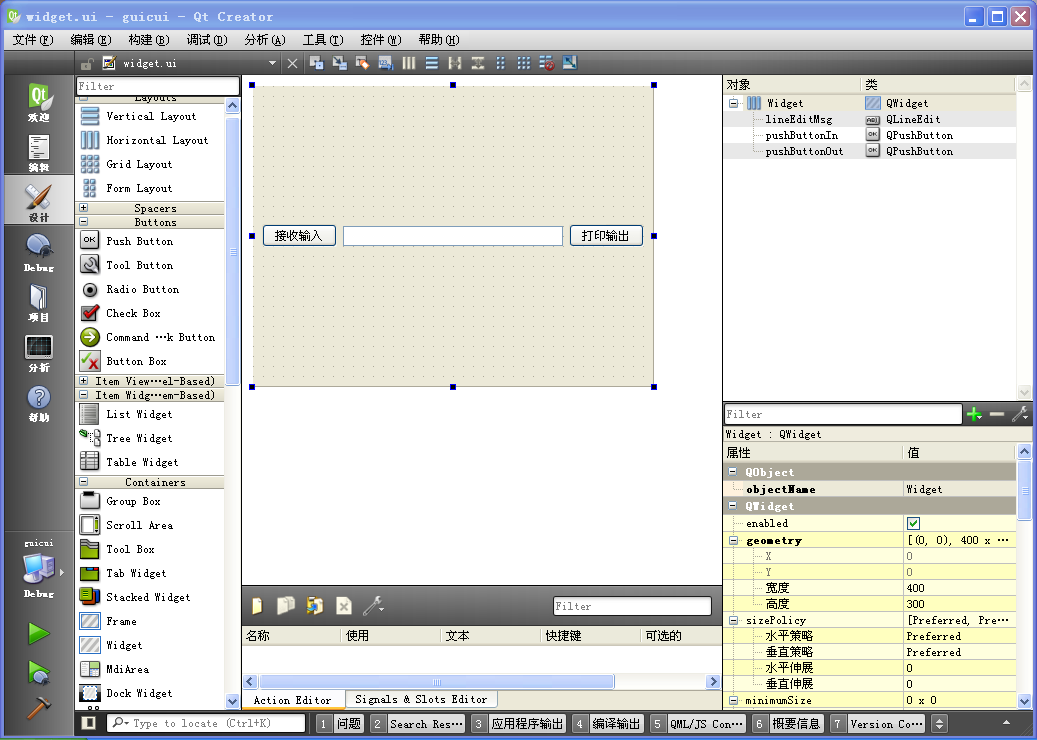 widget.ui - guicui - Qt Creator
文件(F) 编辑(E) 构建(B) 调试(D) 分析(A) 工具(T) 控件(W) 帮助(H)
widget.ui
欢迎
编辑
设计
Debug
项目
分析
帮助
guicui
Debug
Filter
Layouts
Vertical Layout
Horizontal Layout
Grid Layout
Form Layout
Spacers
Buttons
OK Push Button
Tool Button
Radio Button
Check Box
Command ⋯k Button
Button Box
Item View⋯el-Based)
Item Widg⋯em-Based)
List Widget
Tree Widget
Table Widget
Containers
Group Box
Scroll Area
Tool Box
Tab Widget
Stacked Widget
Frame
Widget
MdiArea
Dock Widget
接收输入 打印输出
Filter
名称 使用 文本 快捷键 可选的
Action Editor Signals & Slots Editor
对象 类
Widget QWidget
lineEditMsg QLineEdit
pushButtonIn OK QPushButton
pushButtonOut OK QPushButton
Filter
Widget : QWidget
属性 值
QObject
objectName Widget
QWidget
enabled
geometry [(0, 0), 400 x ⋯
X 0
Y 0
宽度 400
高度 300
sizePolicy [Preferred, Pre⋯
水平策略 Preferred
垂直策略 Preferred
水平伸展 0
垂直伸展 0
minimumSize 0 x 0
Type to locate (Ctrl+K) 1 问题 2 Search Res⋯ 3 应用程序输出 4 编译输出 5 QML/JS Con⋯ 6 概要信息 7 Version Co⋯